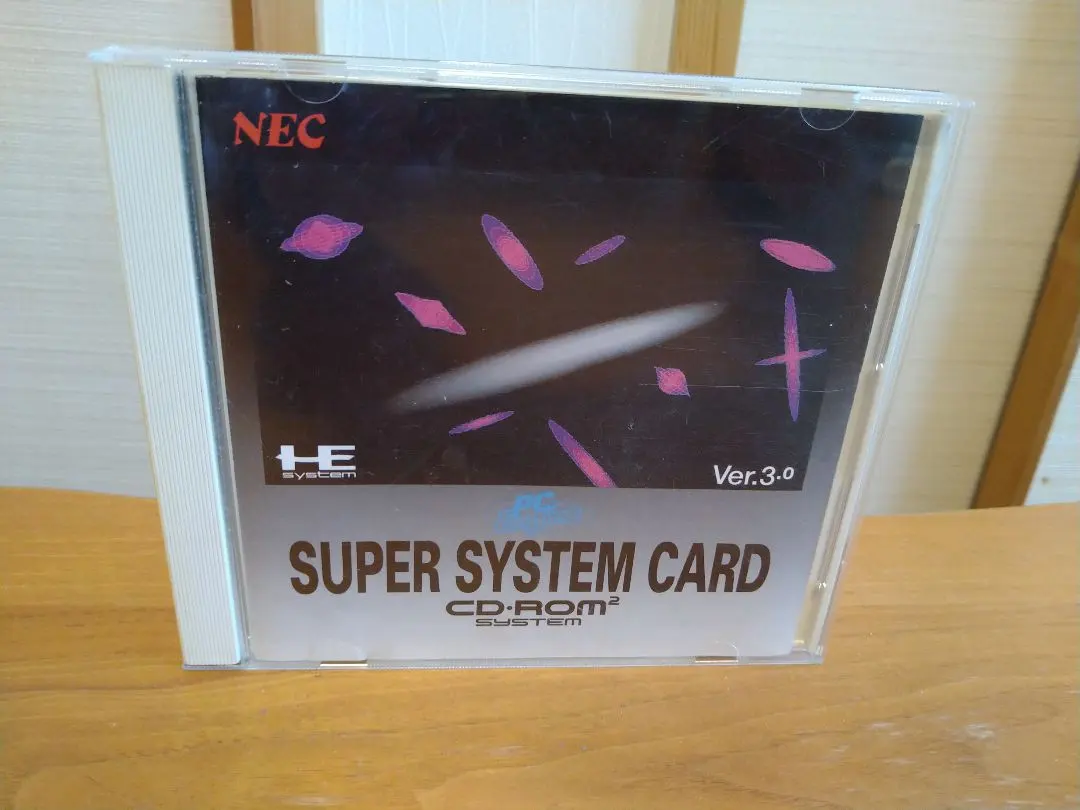 NEC
HE
system
Ver.3.0
PC
SUPER SYSTEM CARD
CD·ROM²
SYSTEM